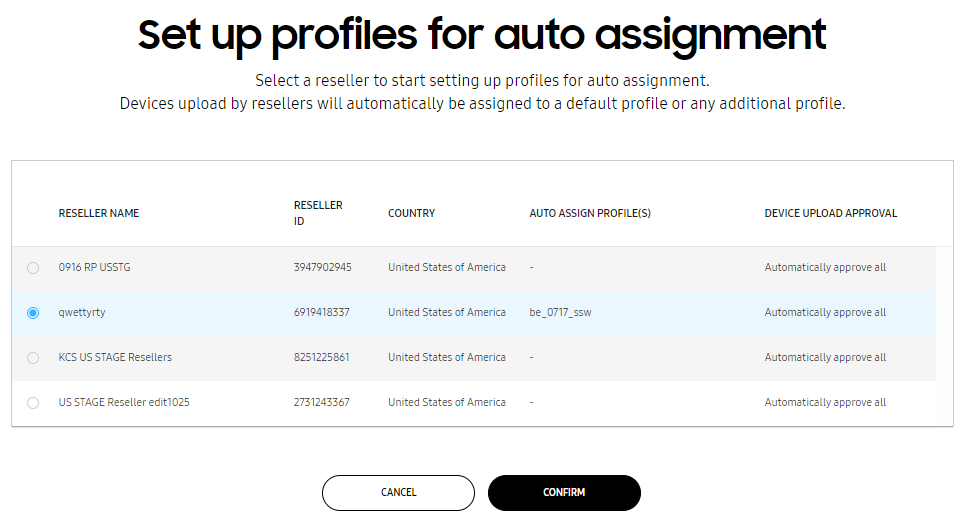 Set up profiles for auto assignment
Select a reseller to start setting up profiles for auto assignment.
Devices upload by resellers will automatically be assigned to a default profile or any additional profile.
RESELLER NAME RESELLER ID COUNTRY AUTO ASSIGN PROFILE(S) DEVICE UPLOAD APPROVAL
0916 RP USSTG 3947902945 United States of America - Automatically approve all
qwettyrty 6919418337 United States of America be_0717_ssw Automatically approve all
KCS US STAGE Resellers 8251225861 United States of America - Automatically approve all
US STAGE Reseller edit1025 2731243367 United States of America - Automatically approve all
CANCEL CONFIRM